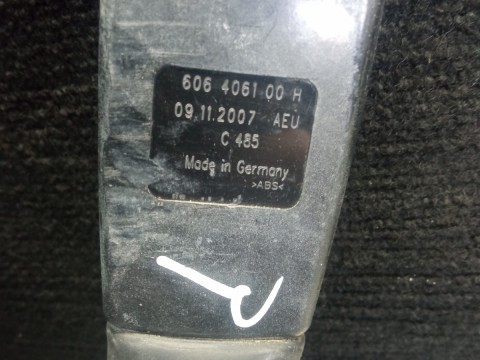 606 4061 00 H
09.11.2007 AEU
C 485
Made in Germany
>ABS<